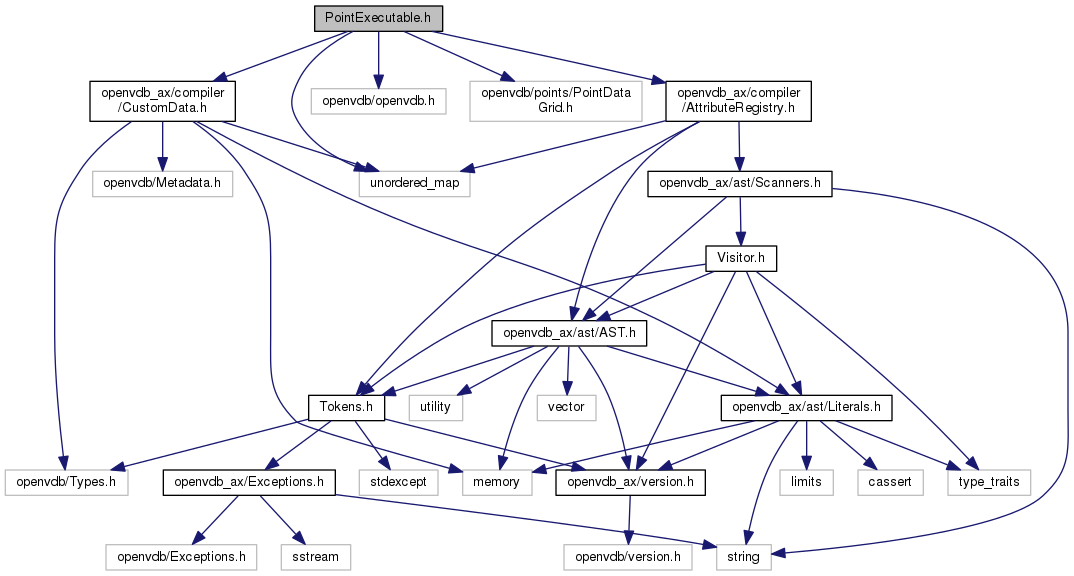 PointExecutable.h
openvdb_ax/compiler
/CustomData.h
openvdb/openvdb.h
openvdb/points/PointData
Grid.h
openvdb_ax/compiler
/AttributeRegistry.h
openvdb/Metadata.h
unordered_map
openvdb_ax/ast/Scanners.h
Visitor.h
openvdb_ax/ast/AST.h
Tokens.h
utility
vector
openvdb_ax/ast/Literals.h
openvdb/Types.h
openvdb_ax/Exceptions.h
stdexcept
memory
openvdb_ax/version.h
limits
cassert
type_traits
openvdb/Exceptions.h
sstream
openvdb/version.h
string